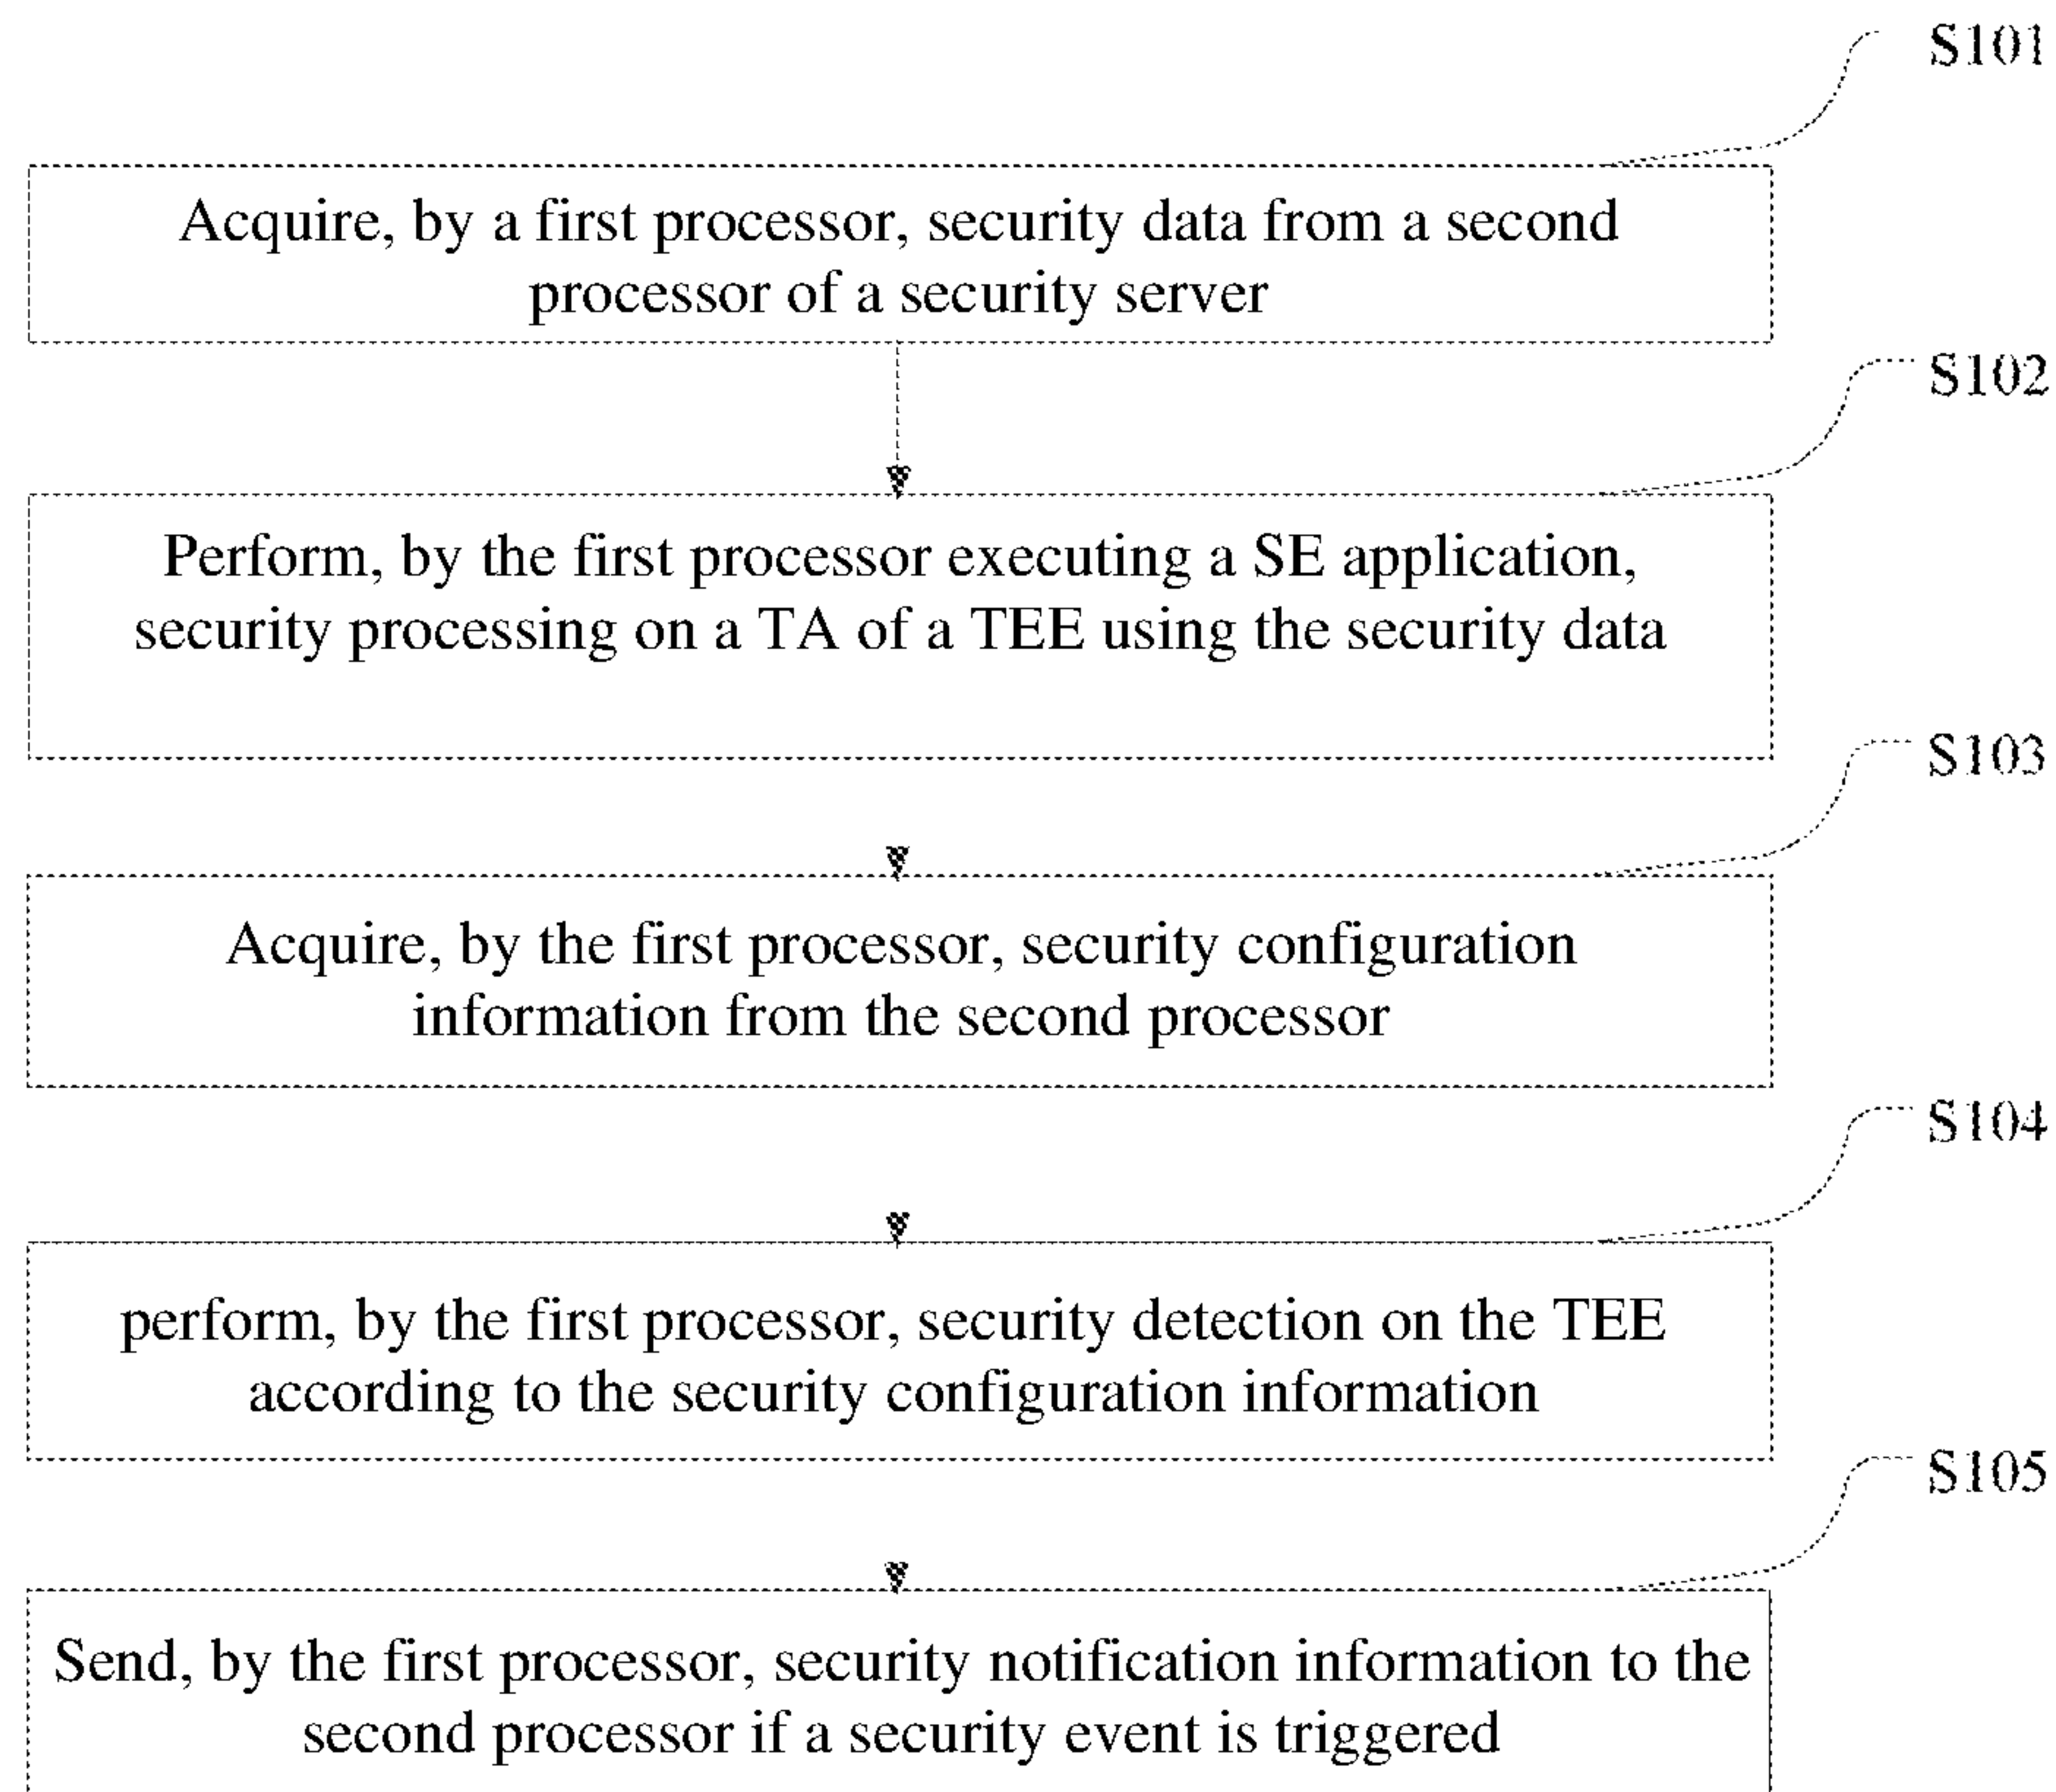 S101
Acquire, by a first processor, security data from a second
processor of a security server
S102
Perform, by the first processor executing a SE application,
security processing on a TA of a TEE using the security data
S103
Acquire, by the first processor, security configuration
information from the second processor
S104
perform, by the first processor, security detection on the TEE
according to the security configuration information
S105
Send, by the first processor, security notification information to the
second processor if a security event is triggered